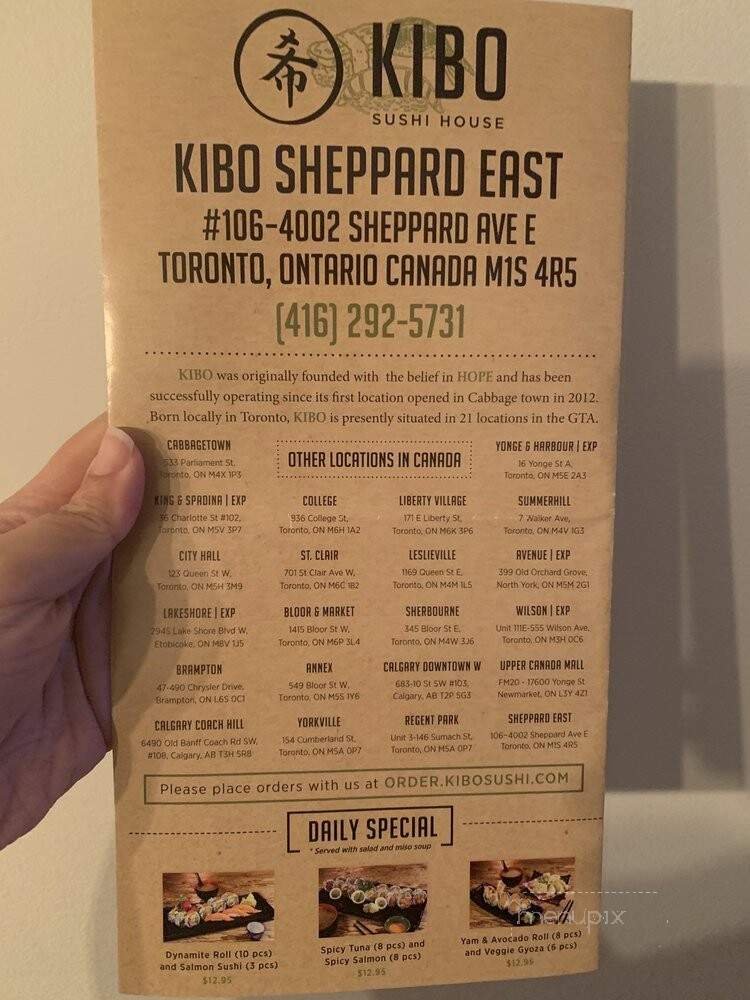 希 KIBO
SUSHI HOUSE
KIBO SHEPPARD EAST
#106-4002 SHEPPARD AVE E
TORONTO, ONTARIO CANADA M1S 4R5
(416) 292-5731
KIBO was originally founded with the belief in HOPE and has been
successfully operating since its first location opened in Cabbage town in 2012.
Born locally in Toronto, KIBO is presently situated in 21 locations in the GTA.
CABBAGETOWN
533 Parliament St,
Toronto, ON M4X 1P3
OTHER LOCATIONS IN CANADA
YONGE & HARBOUR | EXP
16 Yonge St A,
Toronto, ON M5E 2A3
KING & SPADINA | EXP
36 Charlotte St #102,
Toronto, ON M5V 3P7
COLLEGE
936 College St,
Toronto, ON M6H 1A2
LIBERTY VILLAGE
171 E Liberty St,
Toronto, ON M6K 3P6
SUMMERHILL
7 Walker Ave,
Toronto, ON M4V 1G3
CITY HALL
123 Queen St W,
Toronto, ON M5H 3M9
ST. CLAIR
701 St Clair Ave W,
Toronto, ON M6C 1B2
LESLIEVILLE
1169 Queen St E,
Toronto, ON M4M 1L5
AVENUE | EXP
399 Old Orchard Grove,
North York, ON M5M 2G1
LAKESHORE | EXP
2945 Lake Shore Blvd W,
Etobicoke, ON M8V 1J5
BLOOR & MARKET
1415 Bloor St W,
Toronto, ON M6P 3L4
SHERBOURNE
345 Bloor St E,
Toronto, ON M4W 3J6
WILSON | EXP
Unit 111E-555 Wilson Ave,
Toronto, ON M3H 0C6
BRAMPTON
47-490 Chrysler Drive,
Brampton, ON L6S 0C1
ANNEX
549 Bloor St W,
Toronto, ON M5S 1Y6
CALGARY DOWNTOWN W
683-10 St SW #103,
Calgary, AB T2P 5G3
UPPER CANADA MALL
FM20 - 17600 Yonge St
Newmarket, ON L3Y 4Z1
CALGARY COACH HILL
6490 Old Banff Coach Rd SW,
#108, Calgary, AB T3H 5R8
YORKVILLE
154 Cumberland St,
Toronto, ON M5A 0P7
REGENT PARK
Unit 3-146 Sumach St,
Toronto, ON M5A 0P7
SHEPPARD EAST
106-4002 Sheppard Ave E
Toronto, ON M1S 4R5
Please place orders with us at ORDER.KIBOSUSHI.COM
DAILY SPECIAL
* Served with salad and miso soup
Dynamite Roll (10 pcs)
and Salmon Sushi (3 pcs)
$12.95
Spicy Tuna (8 pcs) and
Spicy Salmon (8 pcs)
$12.95
Yam & Avocado Roll (8 pcs)
and Veggie Gyoza (6 pcs)
$12.95
menupix